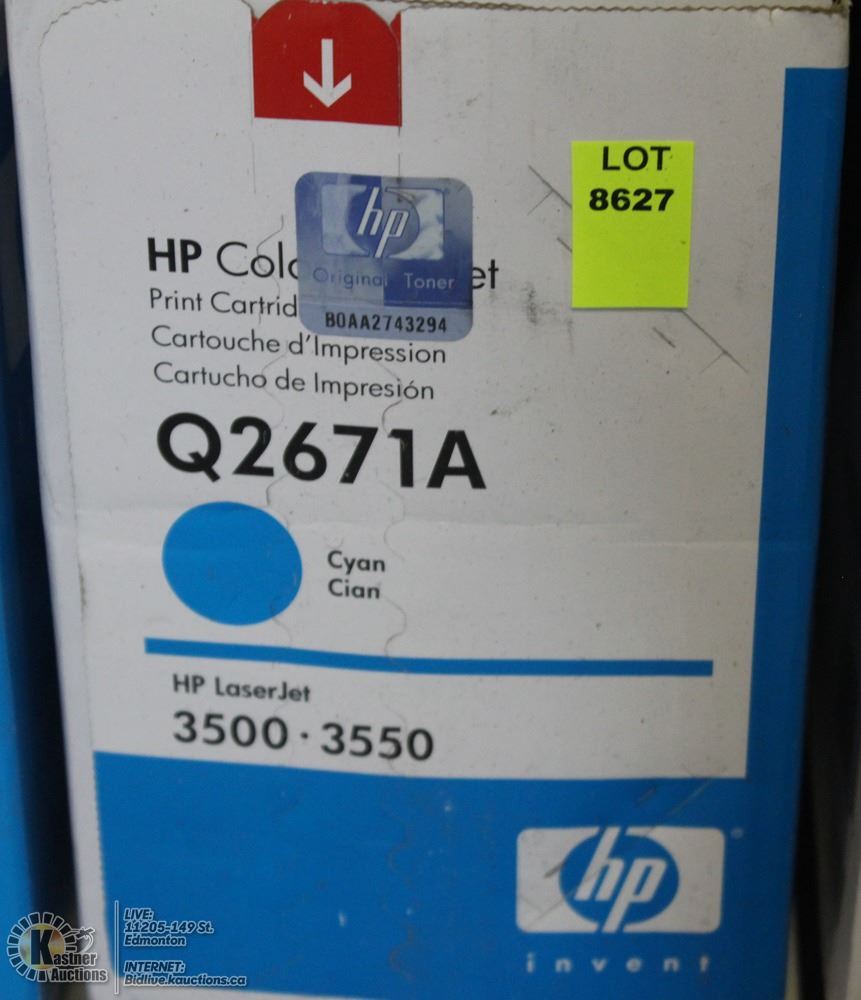 LOT
8627
hp
Original Toner
B0AA2743294
HP Colo et
Print Cartrid
Cartouche d'Impression
Cartucho de Impresión
Q2671A
Cyan
Cian
HP LaserJet
3500 · 3550
hp
invent
Kastner
Auctions
LIVE:
11205-149 St.
Edmonton
INTERNET:
Bidlive.kauctions.ca